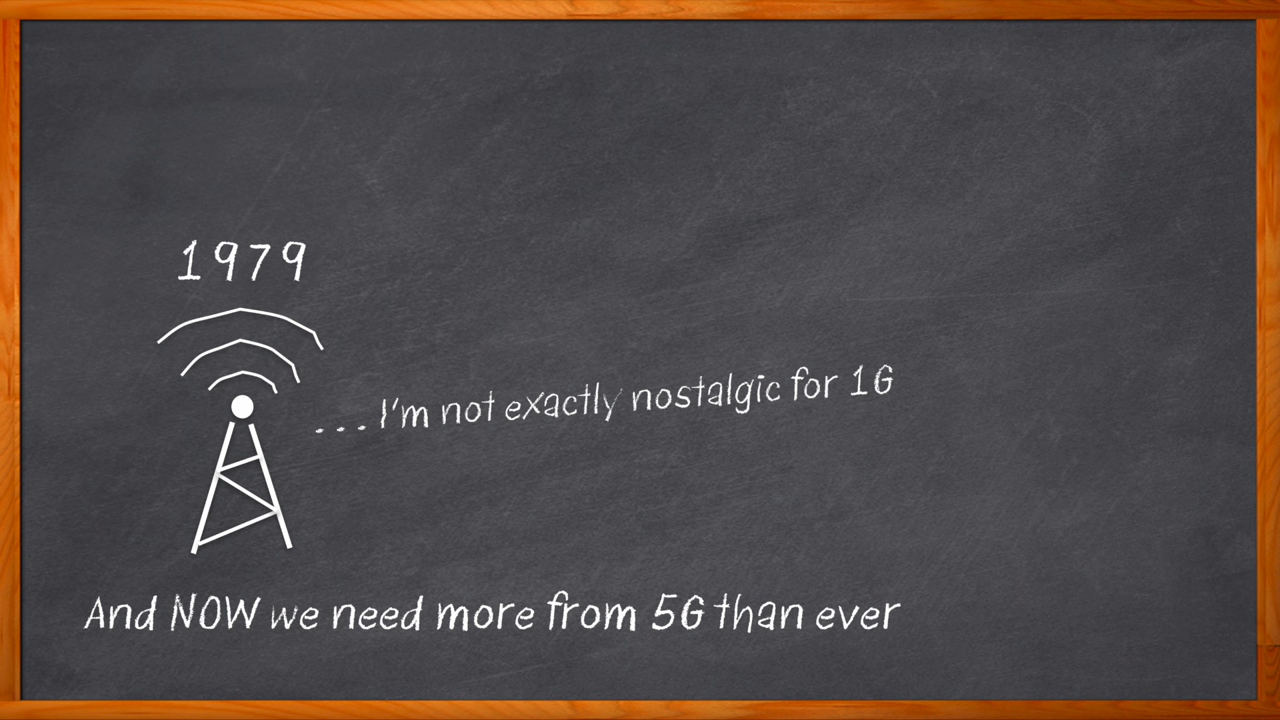 1979
... I'm not exactly nostalgic for 1G
And NOW we need more from 5G than ever